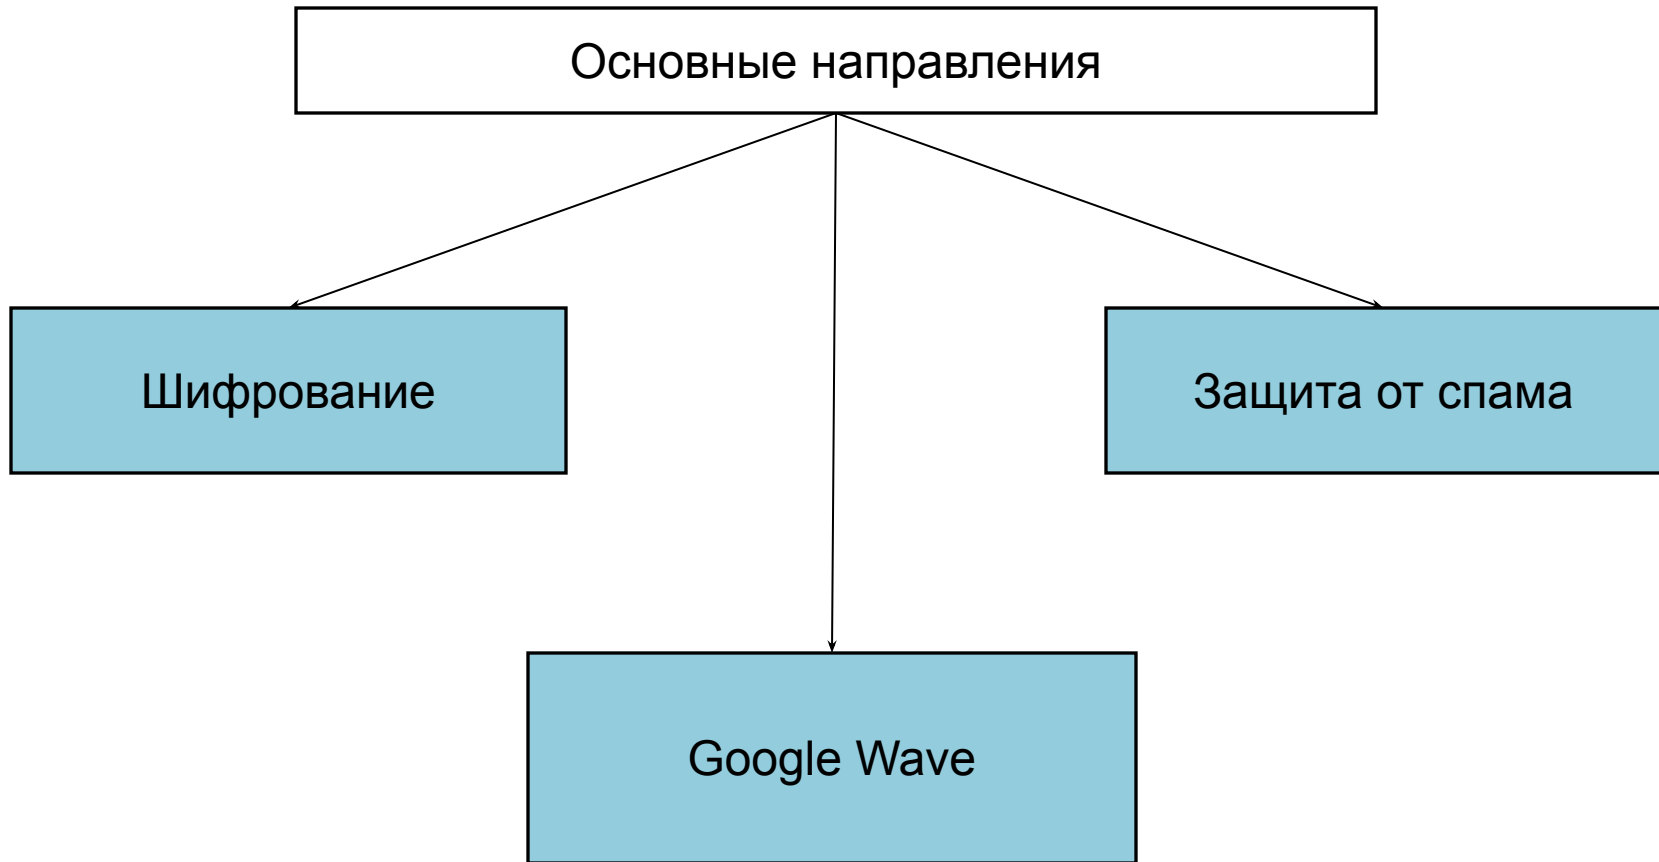 Основные направления
Шифрование
Защита от спама
Google Wave